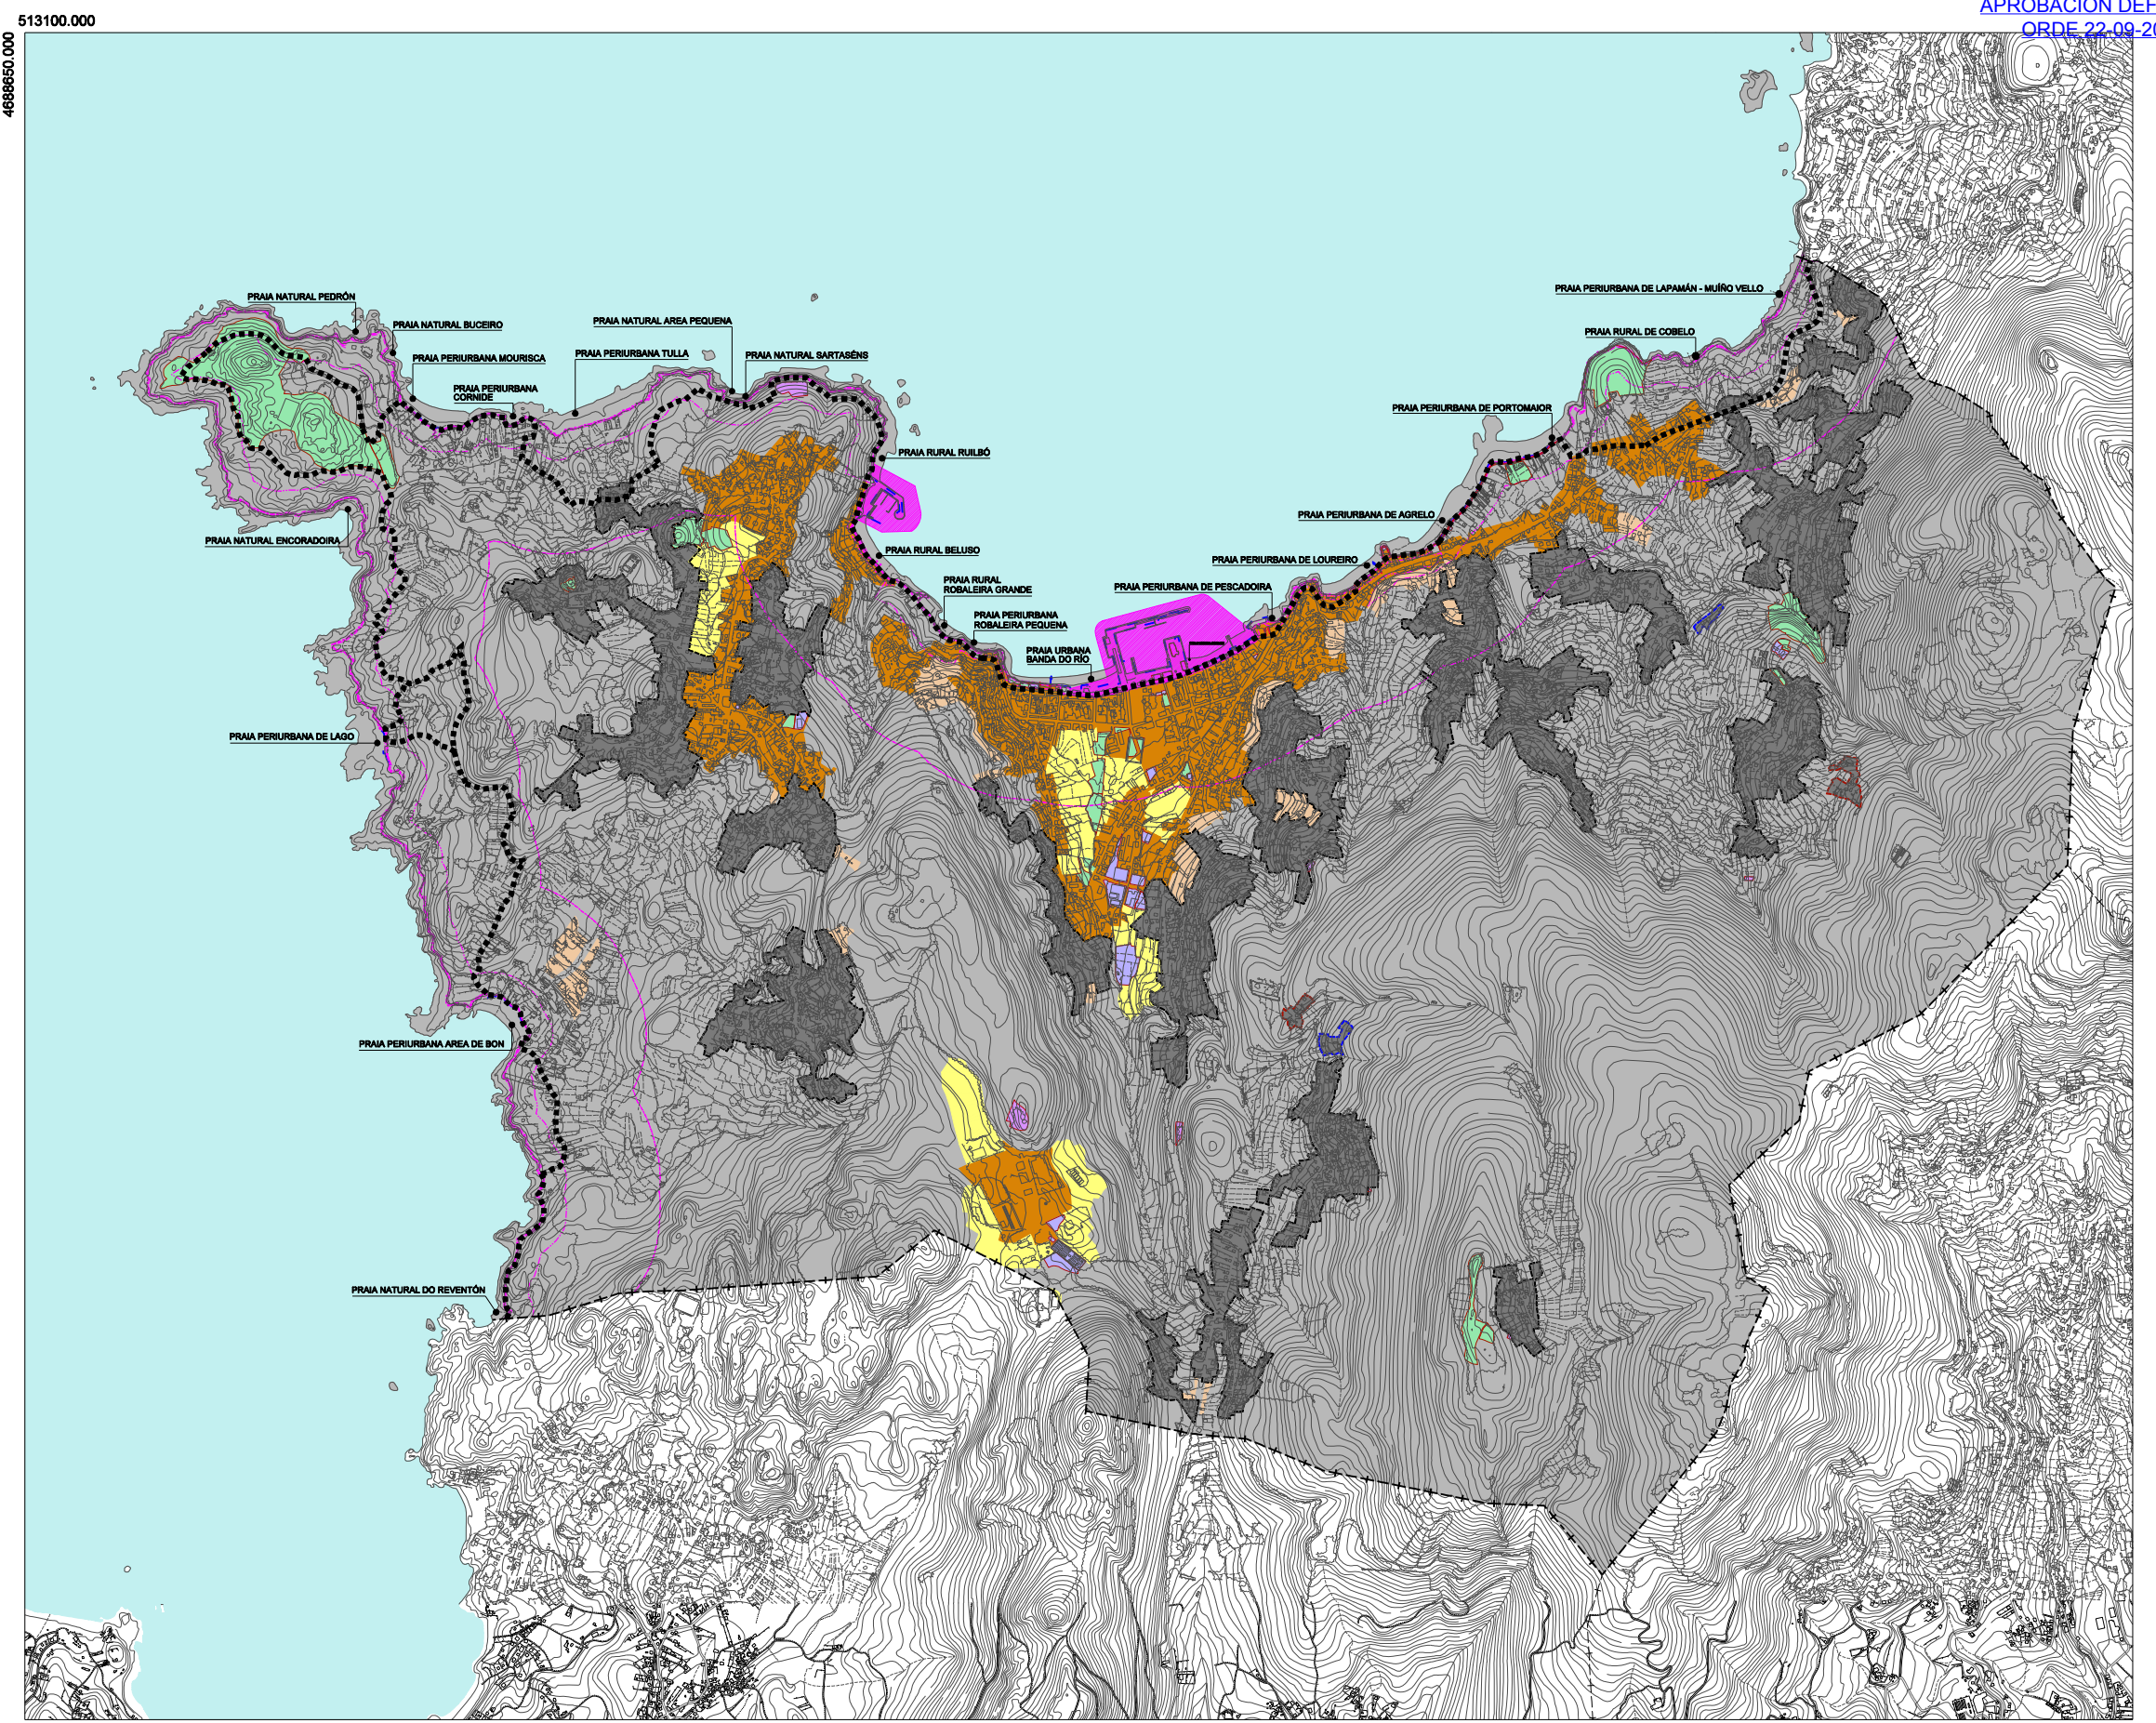 513100.000
APROBACIÓN DEF
ORDE 22-09-20
4688650.000
PRAIA NATURAL PEDRÓN
PRAIA NATURAL BUCEIRO
PRAIA PERIURBANA MOURISCA
PRAIA PERIURBANA
CORNIDE
PRAIA PERIURBANA TULLA
PRAIA NATURAL AREA PEQUENA
PRAIA NATURAL SARTASÉNS
PRAIA PERIURBANA DE LAPAMÁN - MUÍÑO VELLO
PRAIA RURAL DE COBELO
PRAIA PERIURBANA DE PORTOMAIOR
PRAIA RURAL RUILBÓ
PRAIA PERIURBANA DE AGRELO
PRAIA NATURAL ENCORADOIRA
PRAIA RURAL BELUSO
PRAIA PERIURBANA DE LOUREIRO
PRAIA RURAL
ROBALEIRA GRANDE
PRAIA PERIURBANA DE PESCADOIRA
PRAIA PERIURBANA
ROBALEIRA PEQUENA
PRAIA URBANA
BANDA DO RÍO
PRAIA PERIURBANA DE LAGO
PRAIA PERIURBANA AREA DE BON
PRAIA NATURAL DO REVENTÓN